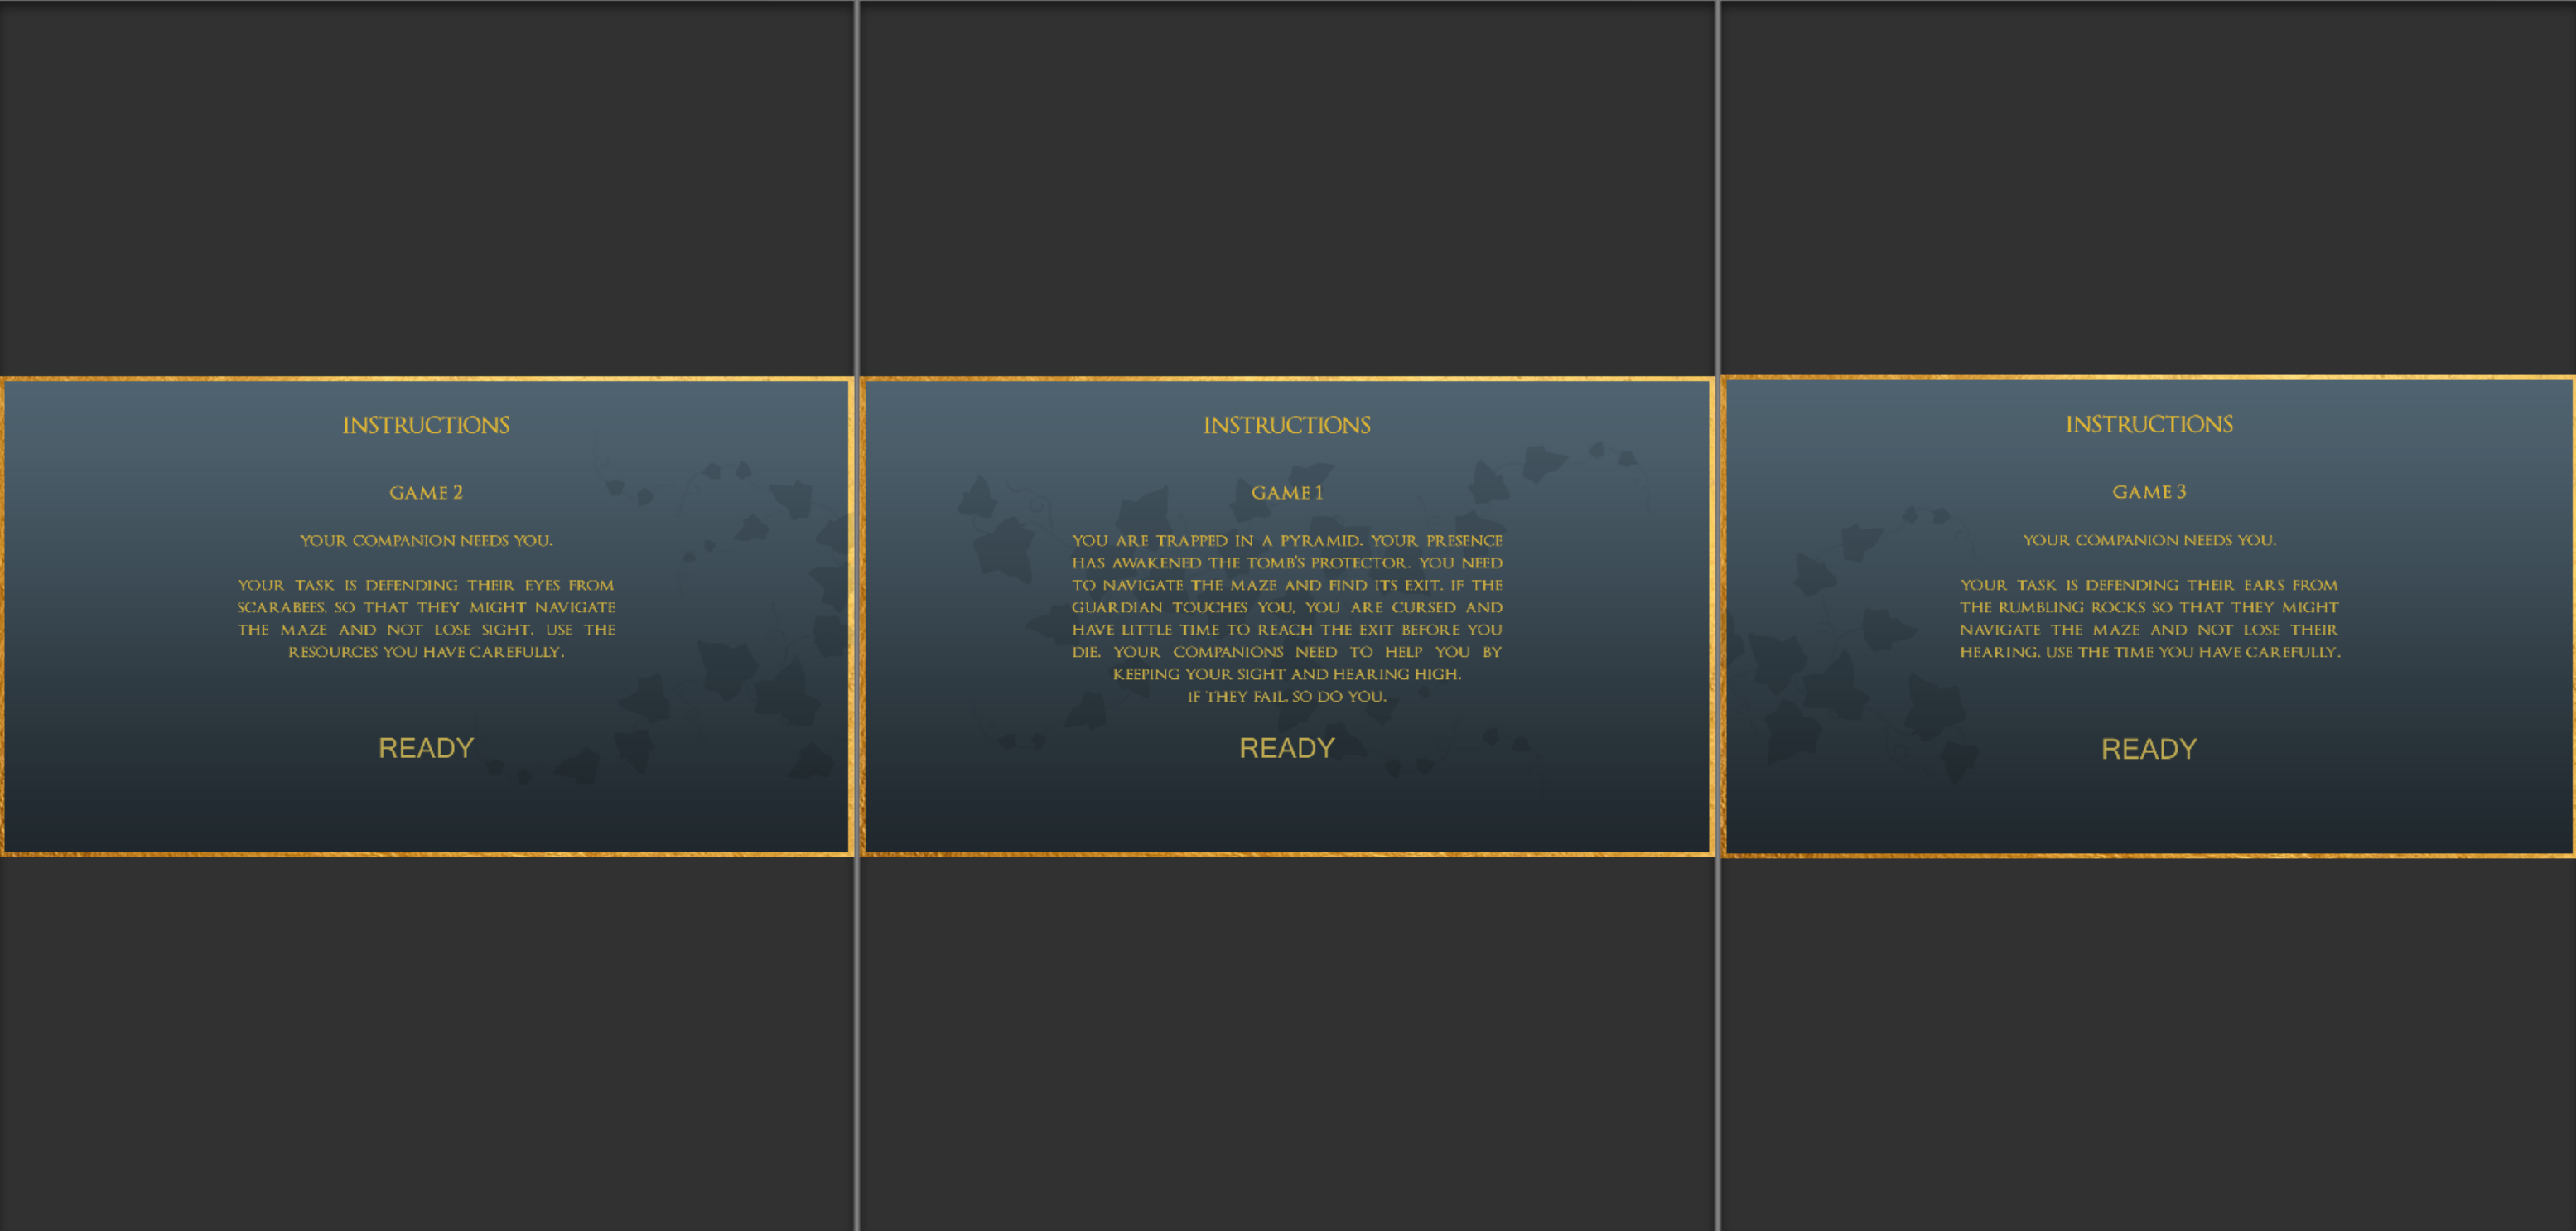 INSTRUCTIONS
GAME 2
YOUR COMPANION NEEDS YOU.
YOUR TASK IS DEFENDING THEIR EYES FROM
SCARABEES, SO THAT THEY MIGHT NAVIGATE
THE MAZE AND NOT LOSE SIGHT. USE THE
RESOURCES YOU HAVE CAREFULLY.
READY
INSTRUCTIONS
GAME 1
YOU ARE TRAPPED IN A PYRAMID. YOUR PRESENCE
HAS AWAKENED THE TOMB'S PROTECTOR. YOU NEED
TO NAVIGATE THE MAZE AND FIND ITS EXIT. IF THE
GUARDIAN TOUCHES YOU, YOU ARE CURSED AND
HAVE LITTLE TIME TO REACH THE EXIT BEFORE YOU
DIE. YOUR COMPANIONS NEED TO HELP YOU BY
KEEPING YOUR SIGHT AND HEARING HIGH.
IF THEY FAIL, SO DO YOU.
READY
INSTRUCTIONS
GAME 3
YOUR COMPANION NEEDS YOU.
YOUR TASK IS DEFENDING THEIR EARS FROM
THE RUMBLING ROCKS SO THAT THEY MIGHT
NAVIGATE THE MAZE AND NOT LOSE THEIR
HEARING. USE THE TIME YOU HAVE CAREFULLY.
READY